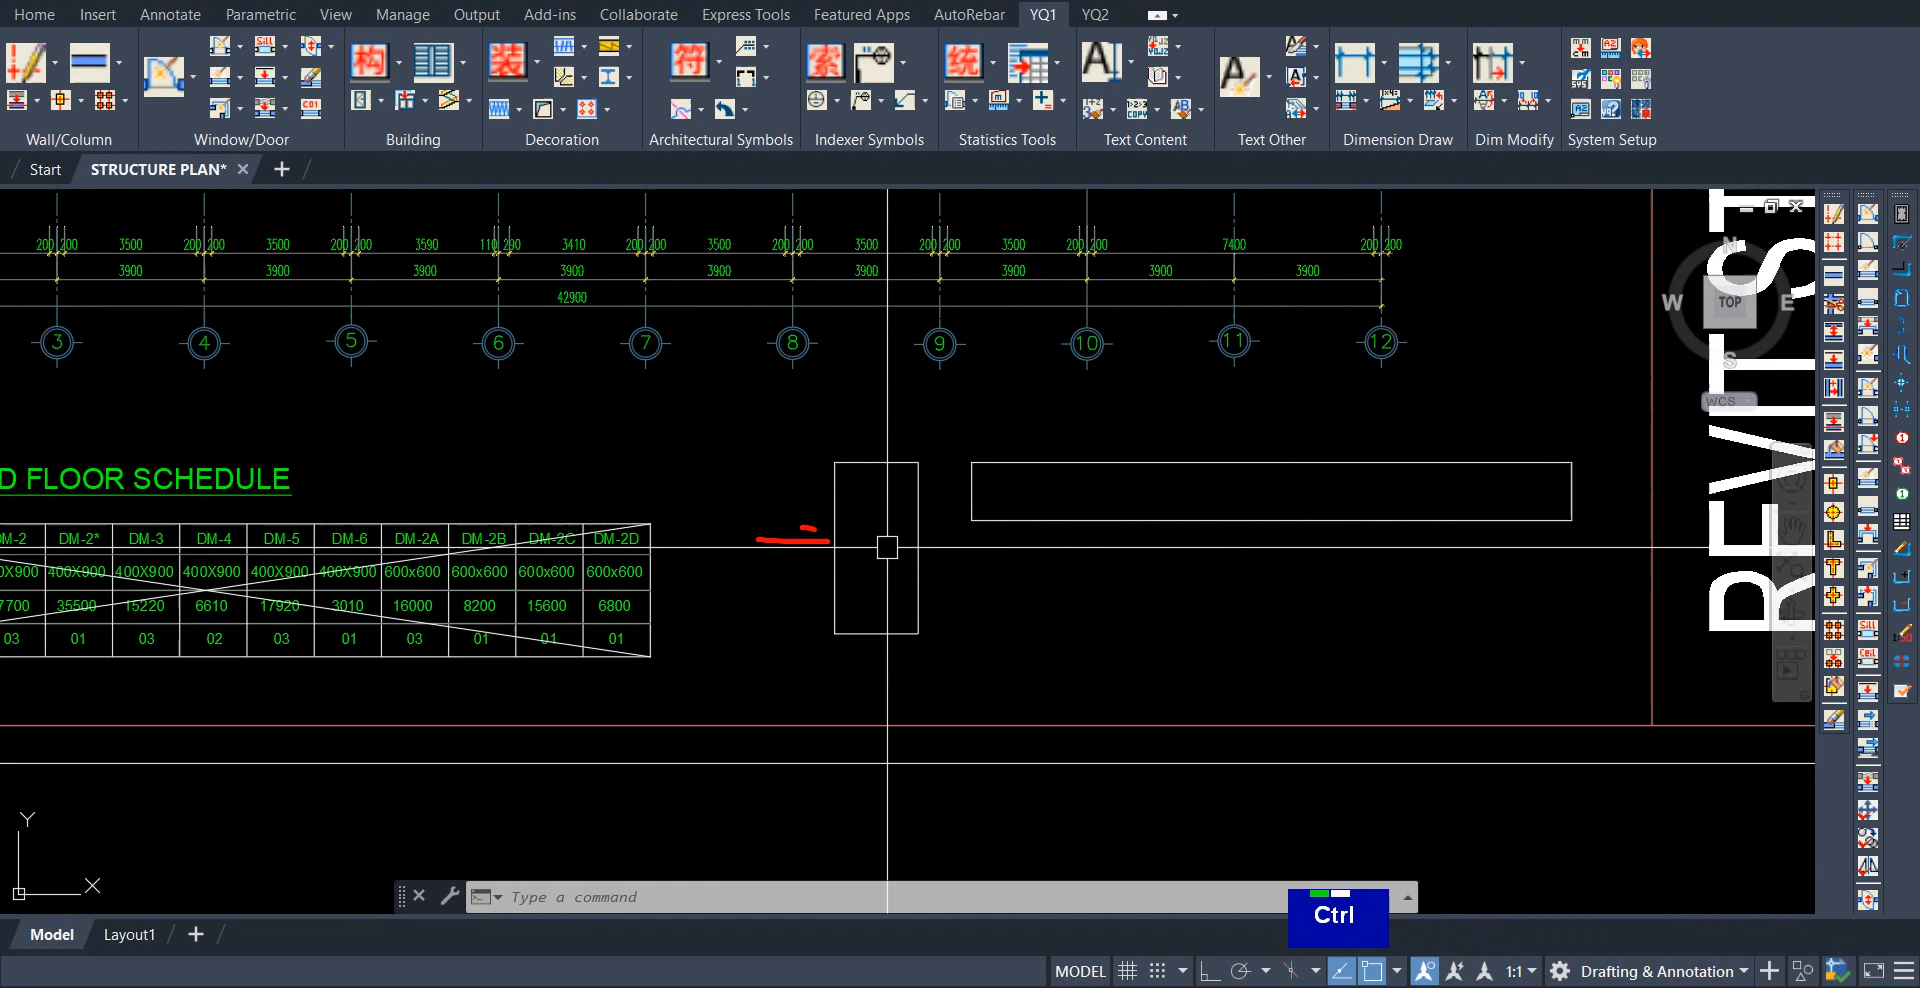 Home Insert Annotate Parametric View Manage Output Add-ins Collaborate Express Tools Featured Apps AutoRebar YQ1 YQ2
构 装 符 索 统
Wall/Column Window/Door Building Decoration Architectural Symbols Indexer Symbols Statistics Tools Text Content Text Other Dimension Draw Dim Modify System Setup
Start STRUCTURE PLAN* +
200 200 3500 200 200 3500 200 200 3590 110 290 3410 200 200 3500 200 200 3500 200 200 3500 200 200 7400 200 200
3900 3900 3900 3900 3900 3900 3900 3900 3900
42900
3 4 5 6 7 8 9 10 11 12
N
W TOP E
S
WCS
REVIT ST
D FLOOR SCHEDULE
DM-2* DM-3 DM-4 DM-5 DM-6 DM-2A DM-2B DM-2C DM-2D
400X900 400X900 400X900 400X900 400X900 600x600 600x600 600x600 600x600
7700 35500 15220 6610 17920 3010 16000 8200 15600 6800
03 01 03 02 03 01 03 01 01 01
Y
X
Type a command
Ctrl
Model Layout1 +
MODEL 1:1 Drafting & Annotation